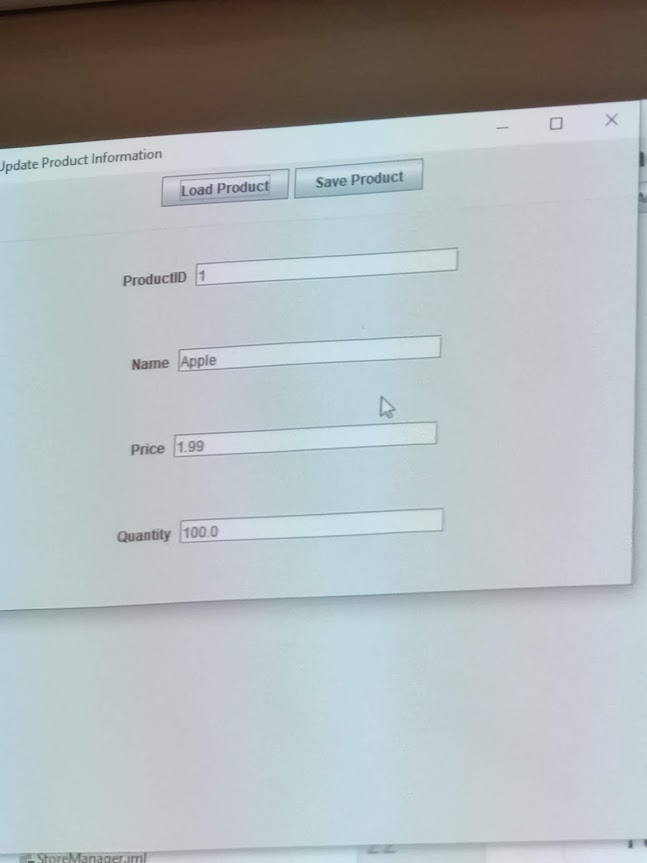 Update Product Information
Load Product Save Product
ProductID 1
Name Apple
Price 1.99
Quantity 100.0
StoreManager.iml